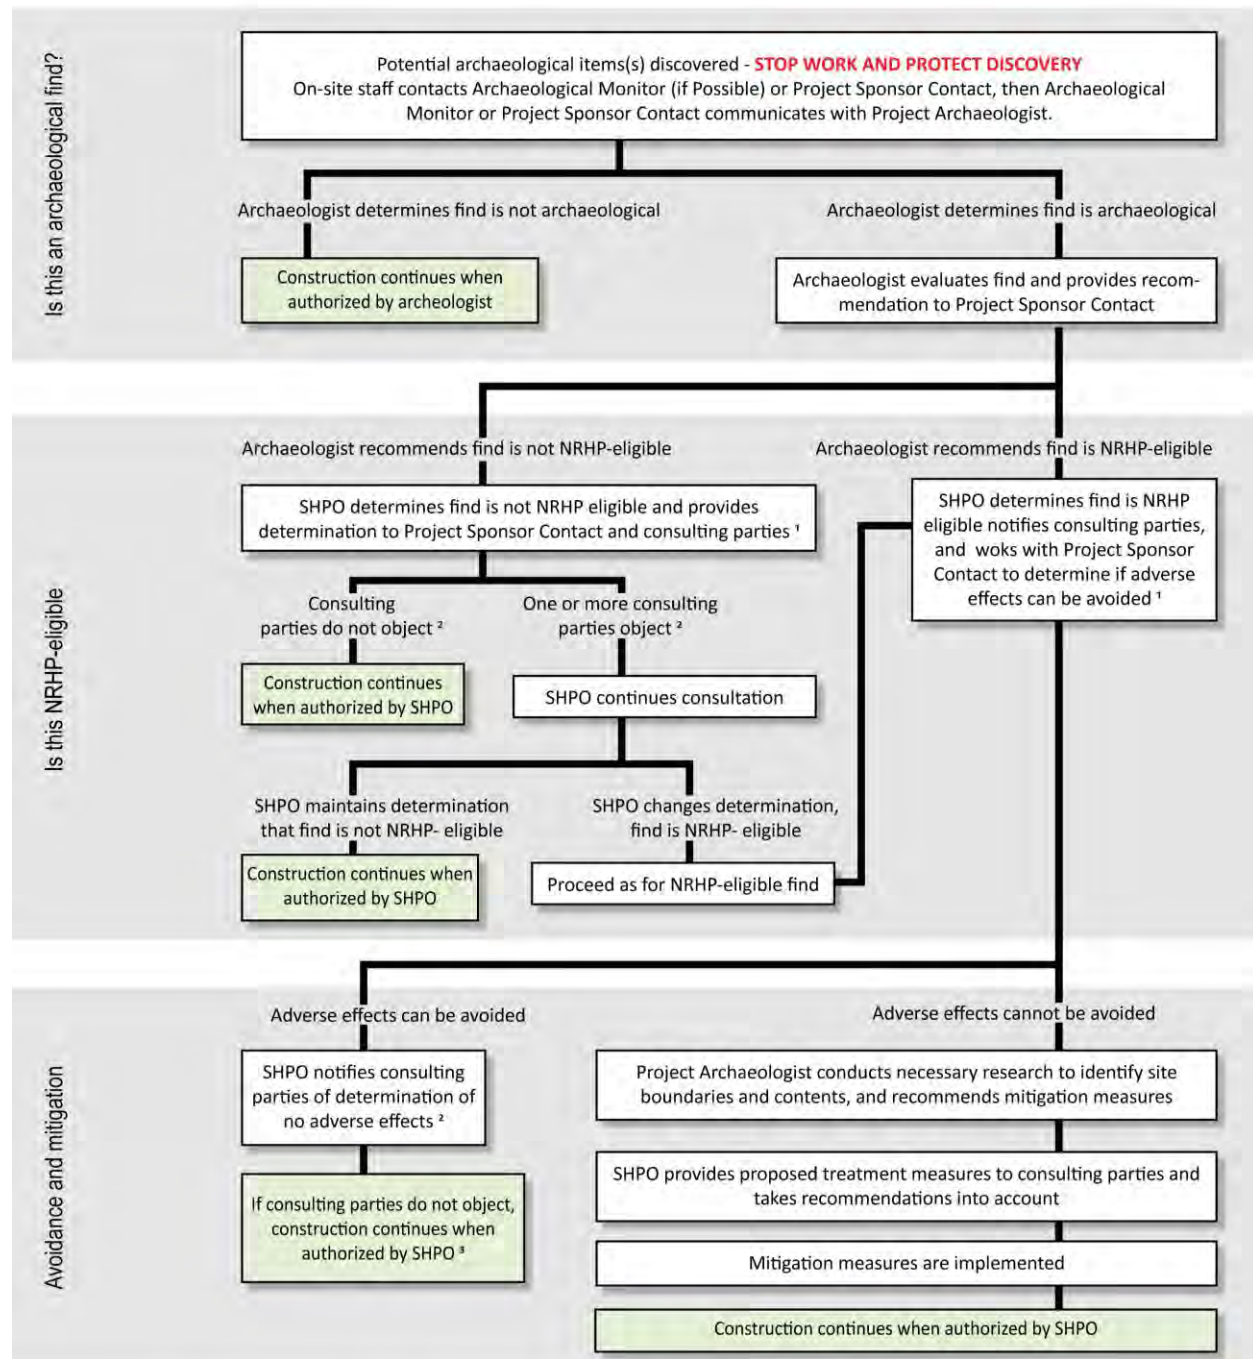 Is this an archaeological find?
Potential archaeological items(s) discovered - STOP WORK AND PROTECT DISCOVERY
On-site staff contacts Archaeological Monitor (if Possible) or Project Sponsor Contact, then Archaeological
Monitor or Project Sponsor Contact communicates with Project Archaeologist.
Archaeologist determines find is not archaeological
Archaeologist determines find is archaeological
Construction continues when
authorized by archeologist
Archaeologist evaluates find and provides recom-
mendation to Project Sponsor Contact
Is this NRHP-eligible
Archaeologist recommends find is not NRHP-eligible
Archaeologist recommends find is NRHP-eligible
SHPO determines find is not NRHP eligible and provides
determination to Project Sponsor Contact and consulting parties ¹
SHPO determines find is NRHP
eligible notifies consulting parties,
and woks with Project Sponsor
Contact to determine if adverse
effects can be avoided ¹
Consulting
parties do not object ²
One or more consulting
parties object ²
Construction continues
when authorized by SHPO
SHPO continues consultation
SHPO maintains determination
that find is not NRHP- eligible
SHPO changes determination,
find is NRHP- eligible
Construction continues when
authorized by SHPO
Proceed as for NRHP-eligible find
Avoidance and mitigation
Adverse effects can be avoided
Adverse effects cannot be avoided
SHPO notifies consulting
parties of determination of
no adverse effects ²
If consulting parties do not object,
construction continues when
authorized by SHPO ³
Project Archaeologist conducts necessary research to identify site
boundaries and contents, and recommends mitigation measures
SHPO provides proposed treatment measures to consulting parties and
takes recommendations into account
Mitigation measures are implemented
Construction continues when authorized by SHPO